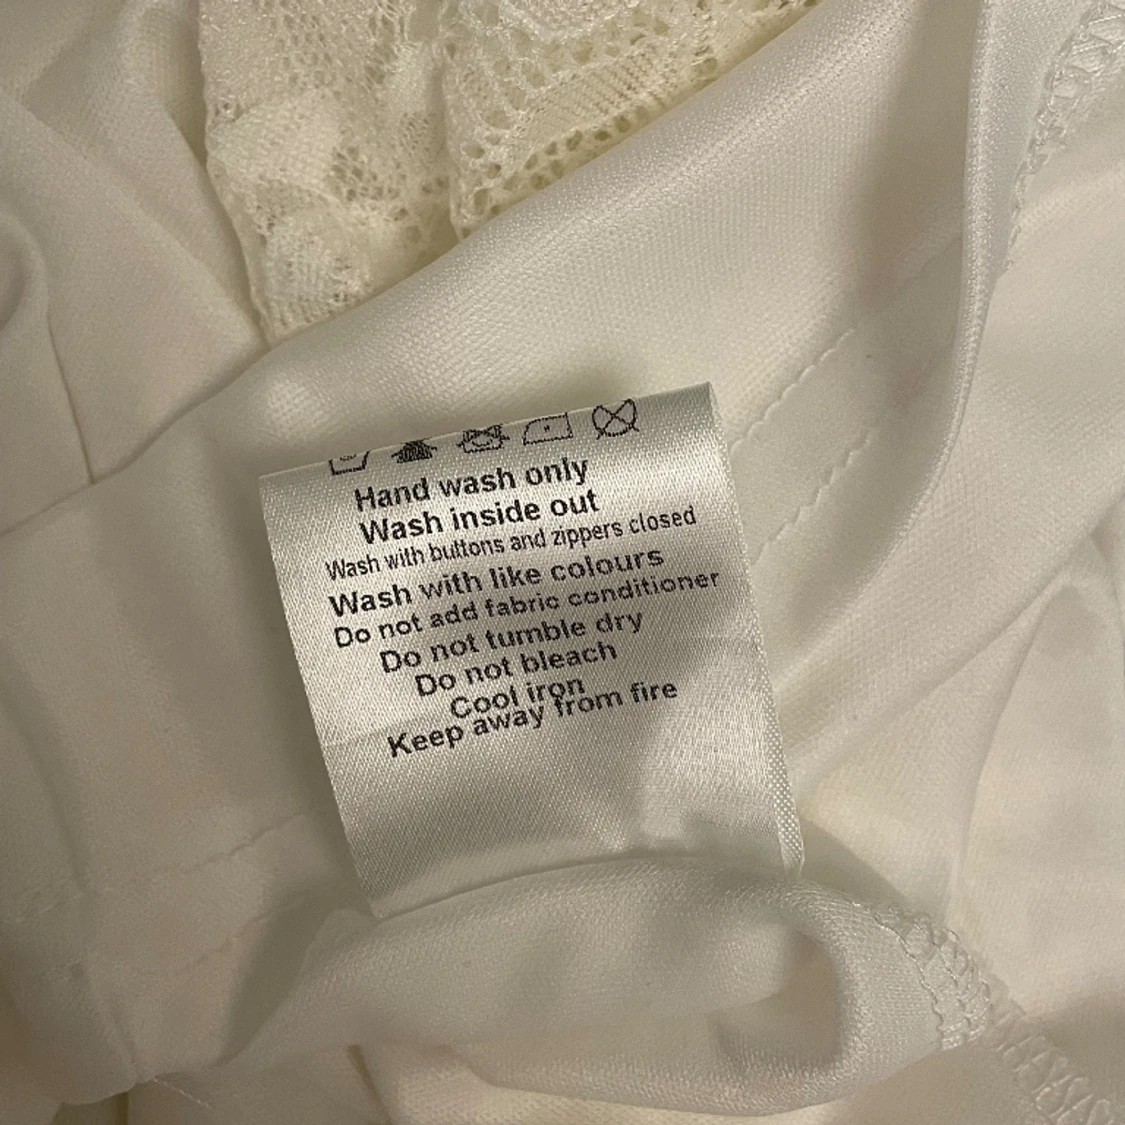 Hand wash only
Wash inside out
Wash with buttons and zippers closed
Wash with like colours
Do not add fabric conditioner
Do not tumble dry
Do not bleach
Cool iron
Keep away from fire